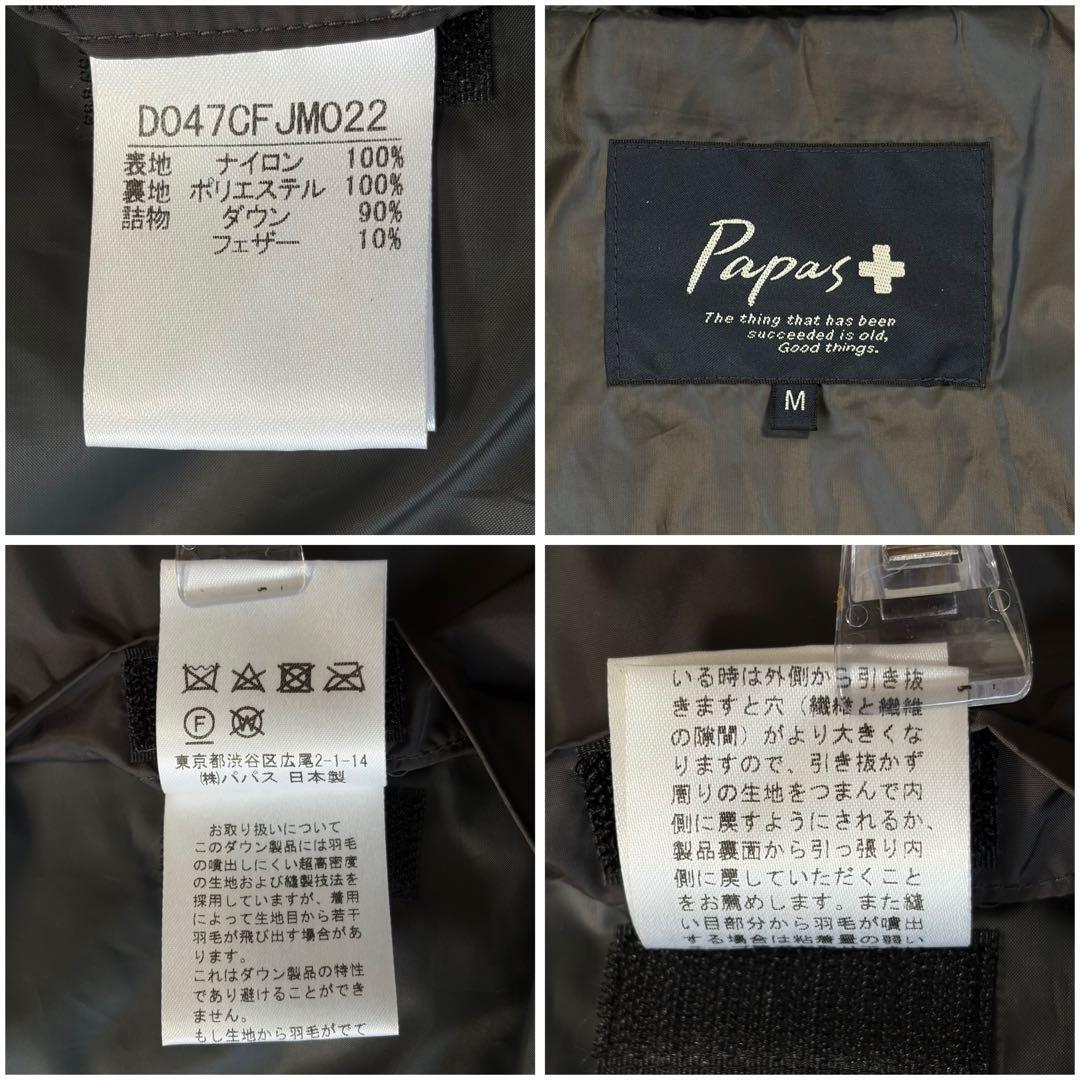 D047CFJM022
表地 ナイロン 100%
裏地 ポリエステル 100%
詰物 ダウン 90%
フェザー 10%
Papas
The thing that has been
succeeded is old,
Good things.
M
F
W
東京都渋谷区広尾2-1-14
㈱パパス 日本製
お取り扱いについて
このダウン製品には羽毛
の噴出しにくい超高密度
の生地および縫製技法を
採用していますが、着用
によって生地目から若干
羽毛が飛び出す場合があ
ります。
これはダウン製品の特性
であり避けることができ
ません。
もし生地から羽毛がでて
いる時は外側から引き抜
きますと穴（繊維と繊維
の隙間）がより大きくな
りますので、引き抜かず
周りの生地をつまんで内
側に戻すようにされるか、
製品裏面から引っ張り内
側に戻していただくこと
をお薦めします。また縫
い目部分から羽毛が噴出
する場合は粘着量の弱い